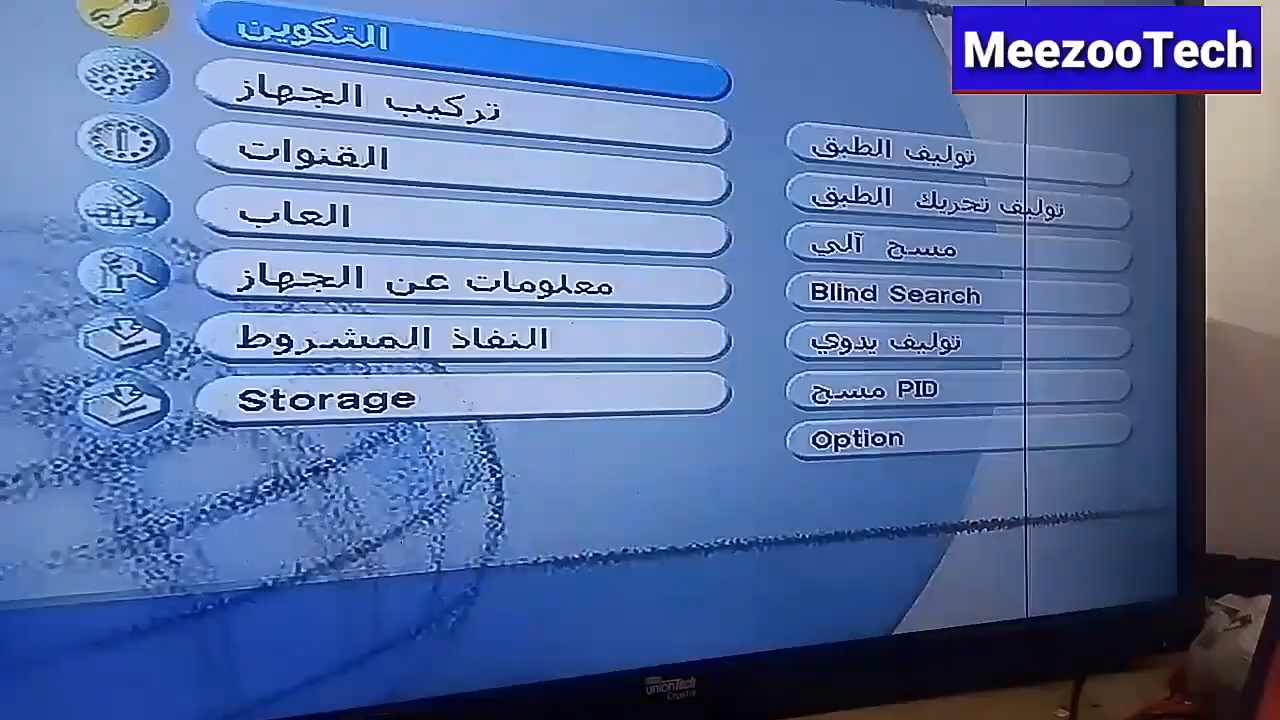 MeezooTech
التكوين
تركيب الجهاز
القنوات
العاب
معلومات عن الجهاز
النفاذ المشروط
Storage
توليف الطبق
توليف تحريك الطبق
مسح آلي
Blind Search
توليف يدوي
مسح PID
Option
unionTech